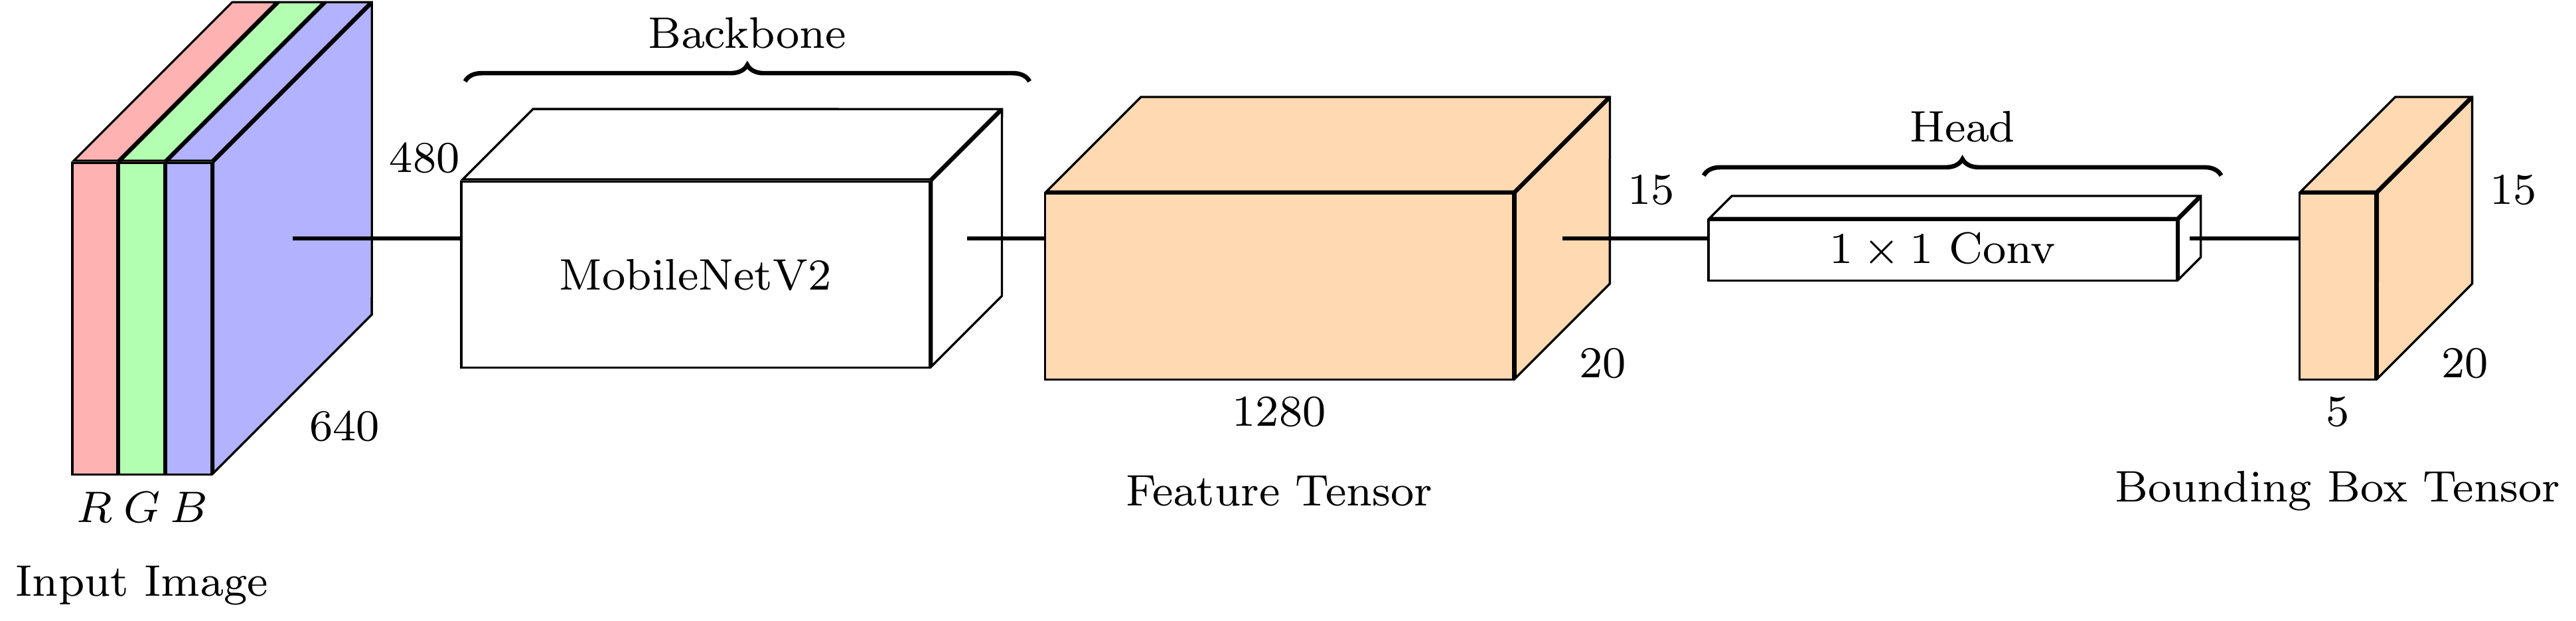 Backbone
480
MobileNetV2
640
R G B
Input Image
15
20
1280
Feature Tensor
Head
1 × 1 Conv
15
20
5
Bounding Box Tensor